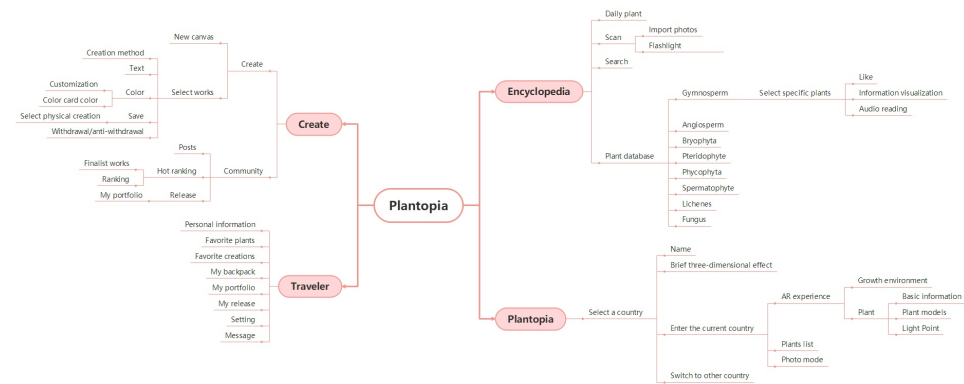 Plantopia
Create
Create
New canvas
Select works
Creation method
Text
Color
Customization
Color card color
Save
Select physical creation
Withdrawal/anti-withdrawal
Community
Posts
Hot ranking
Finalist works
Ranking
Release
My portfolio
Traveler
Personal information
Favorite plants
Favorite creations
My backpack
My portfolio
My release
Setting
Message
Encyclopedia
Daily plant
Scan
Import photos
Flashlight
Search
Plant database
Gymnosperm
Select specific plants
Like
Information visualization
Audio reading
Angiosperm
Bryophyta
Pteridophyte
Phycophyta
Spermatophyte
Lichenes
Fungus
Plantopia
Select a country
Name
Brief three-dimensional effect
Enter the current country
AR experience
Growth environment
Plant
Basic information
Plant models
Light Point
Plants list
Photo mode
Switch to other country